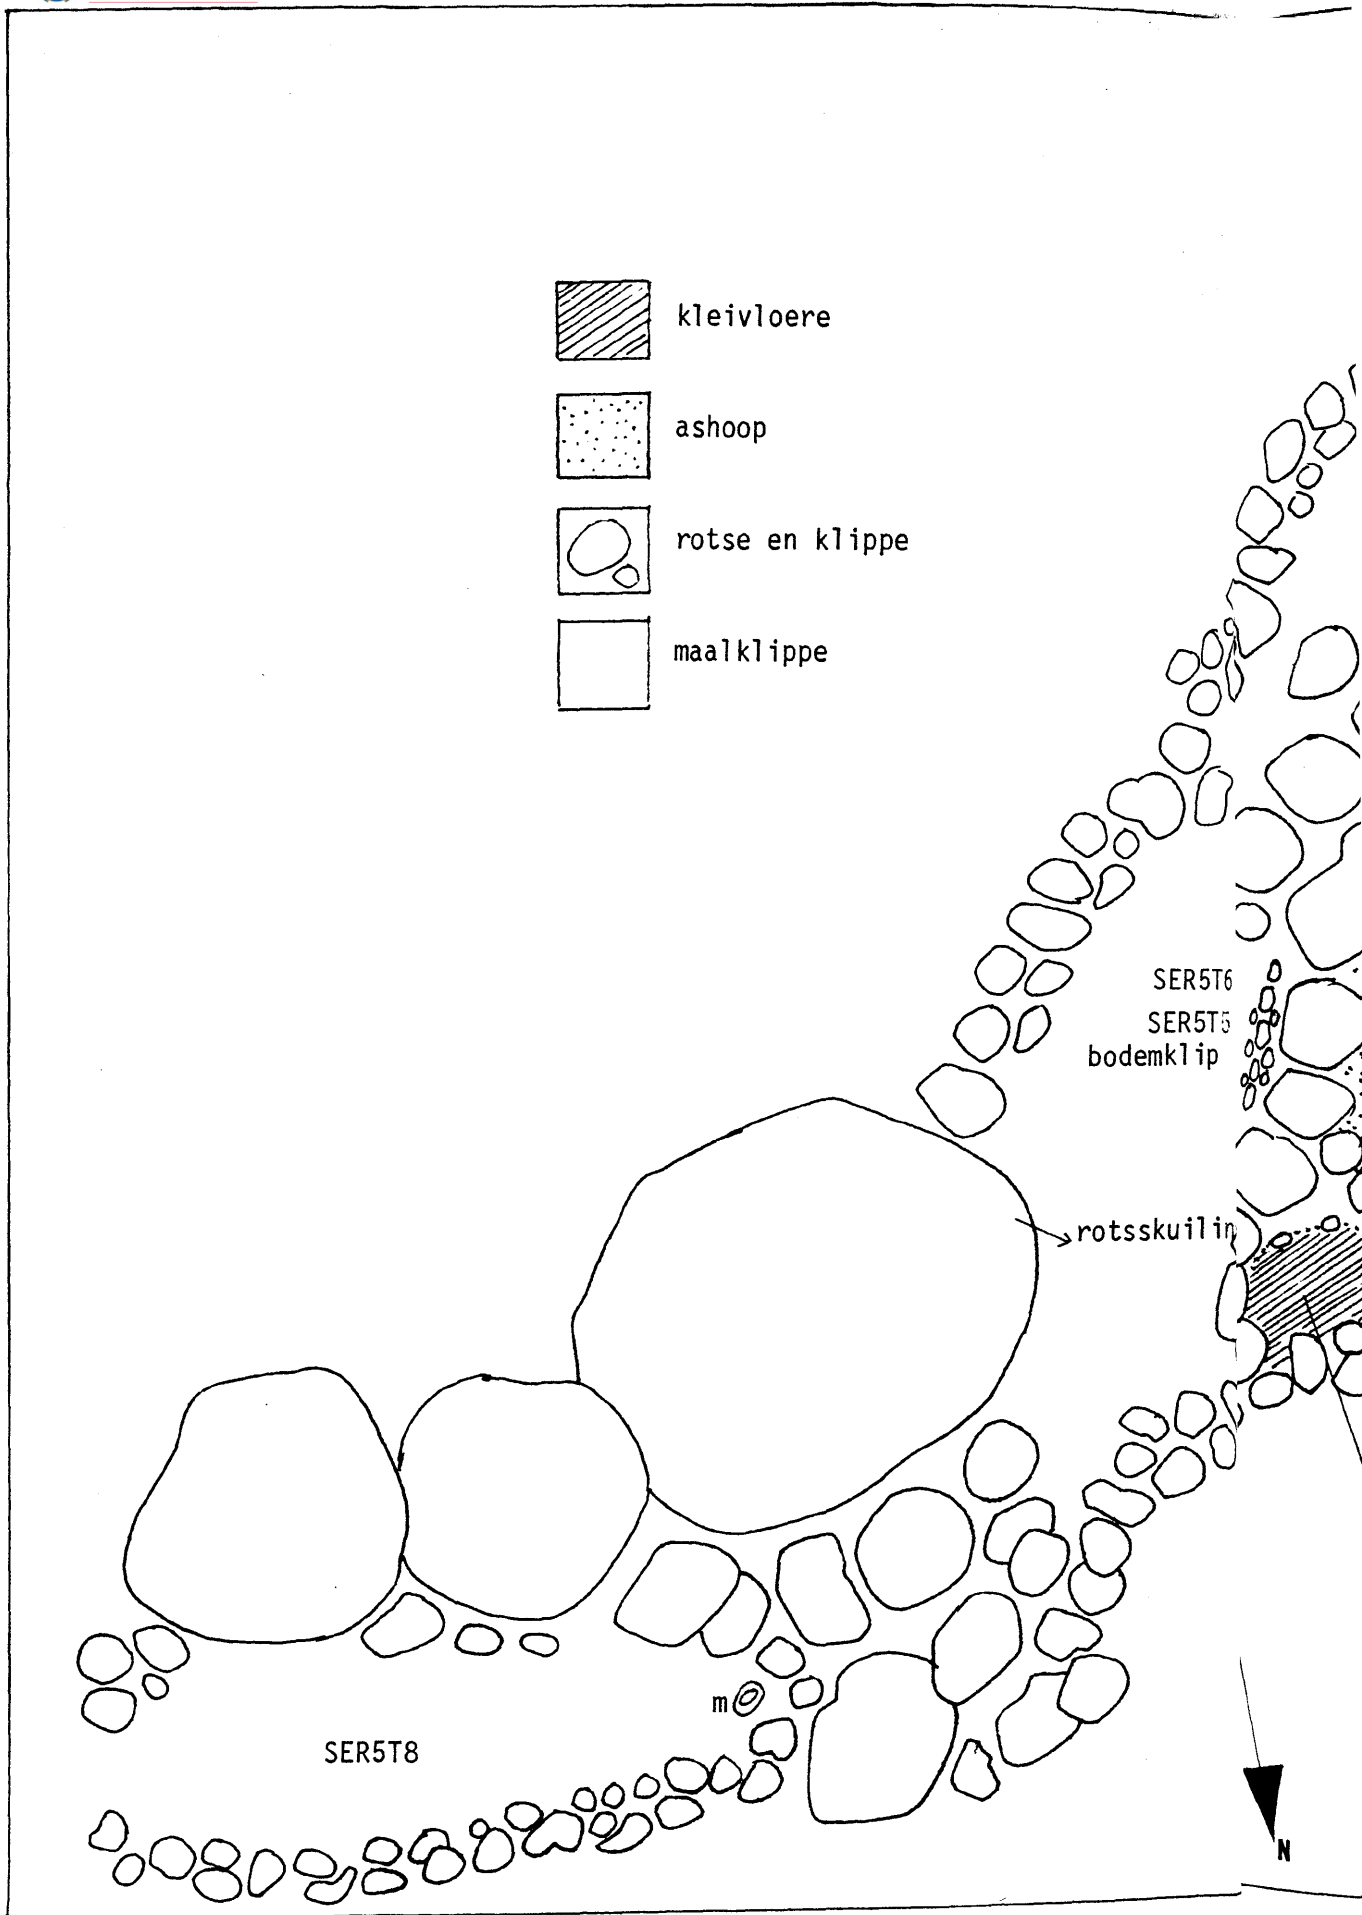 kleivloere
ashoop
rotse en klippe
maalklippe
SER5T6
SER5T5
bodemklip
rotsskuilin
m
SER5T8
N